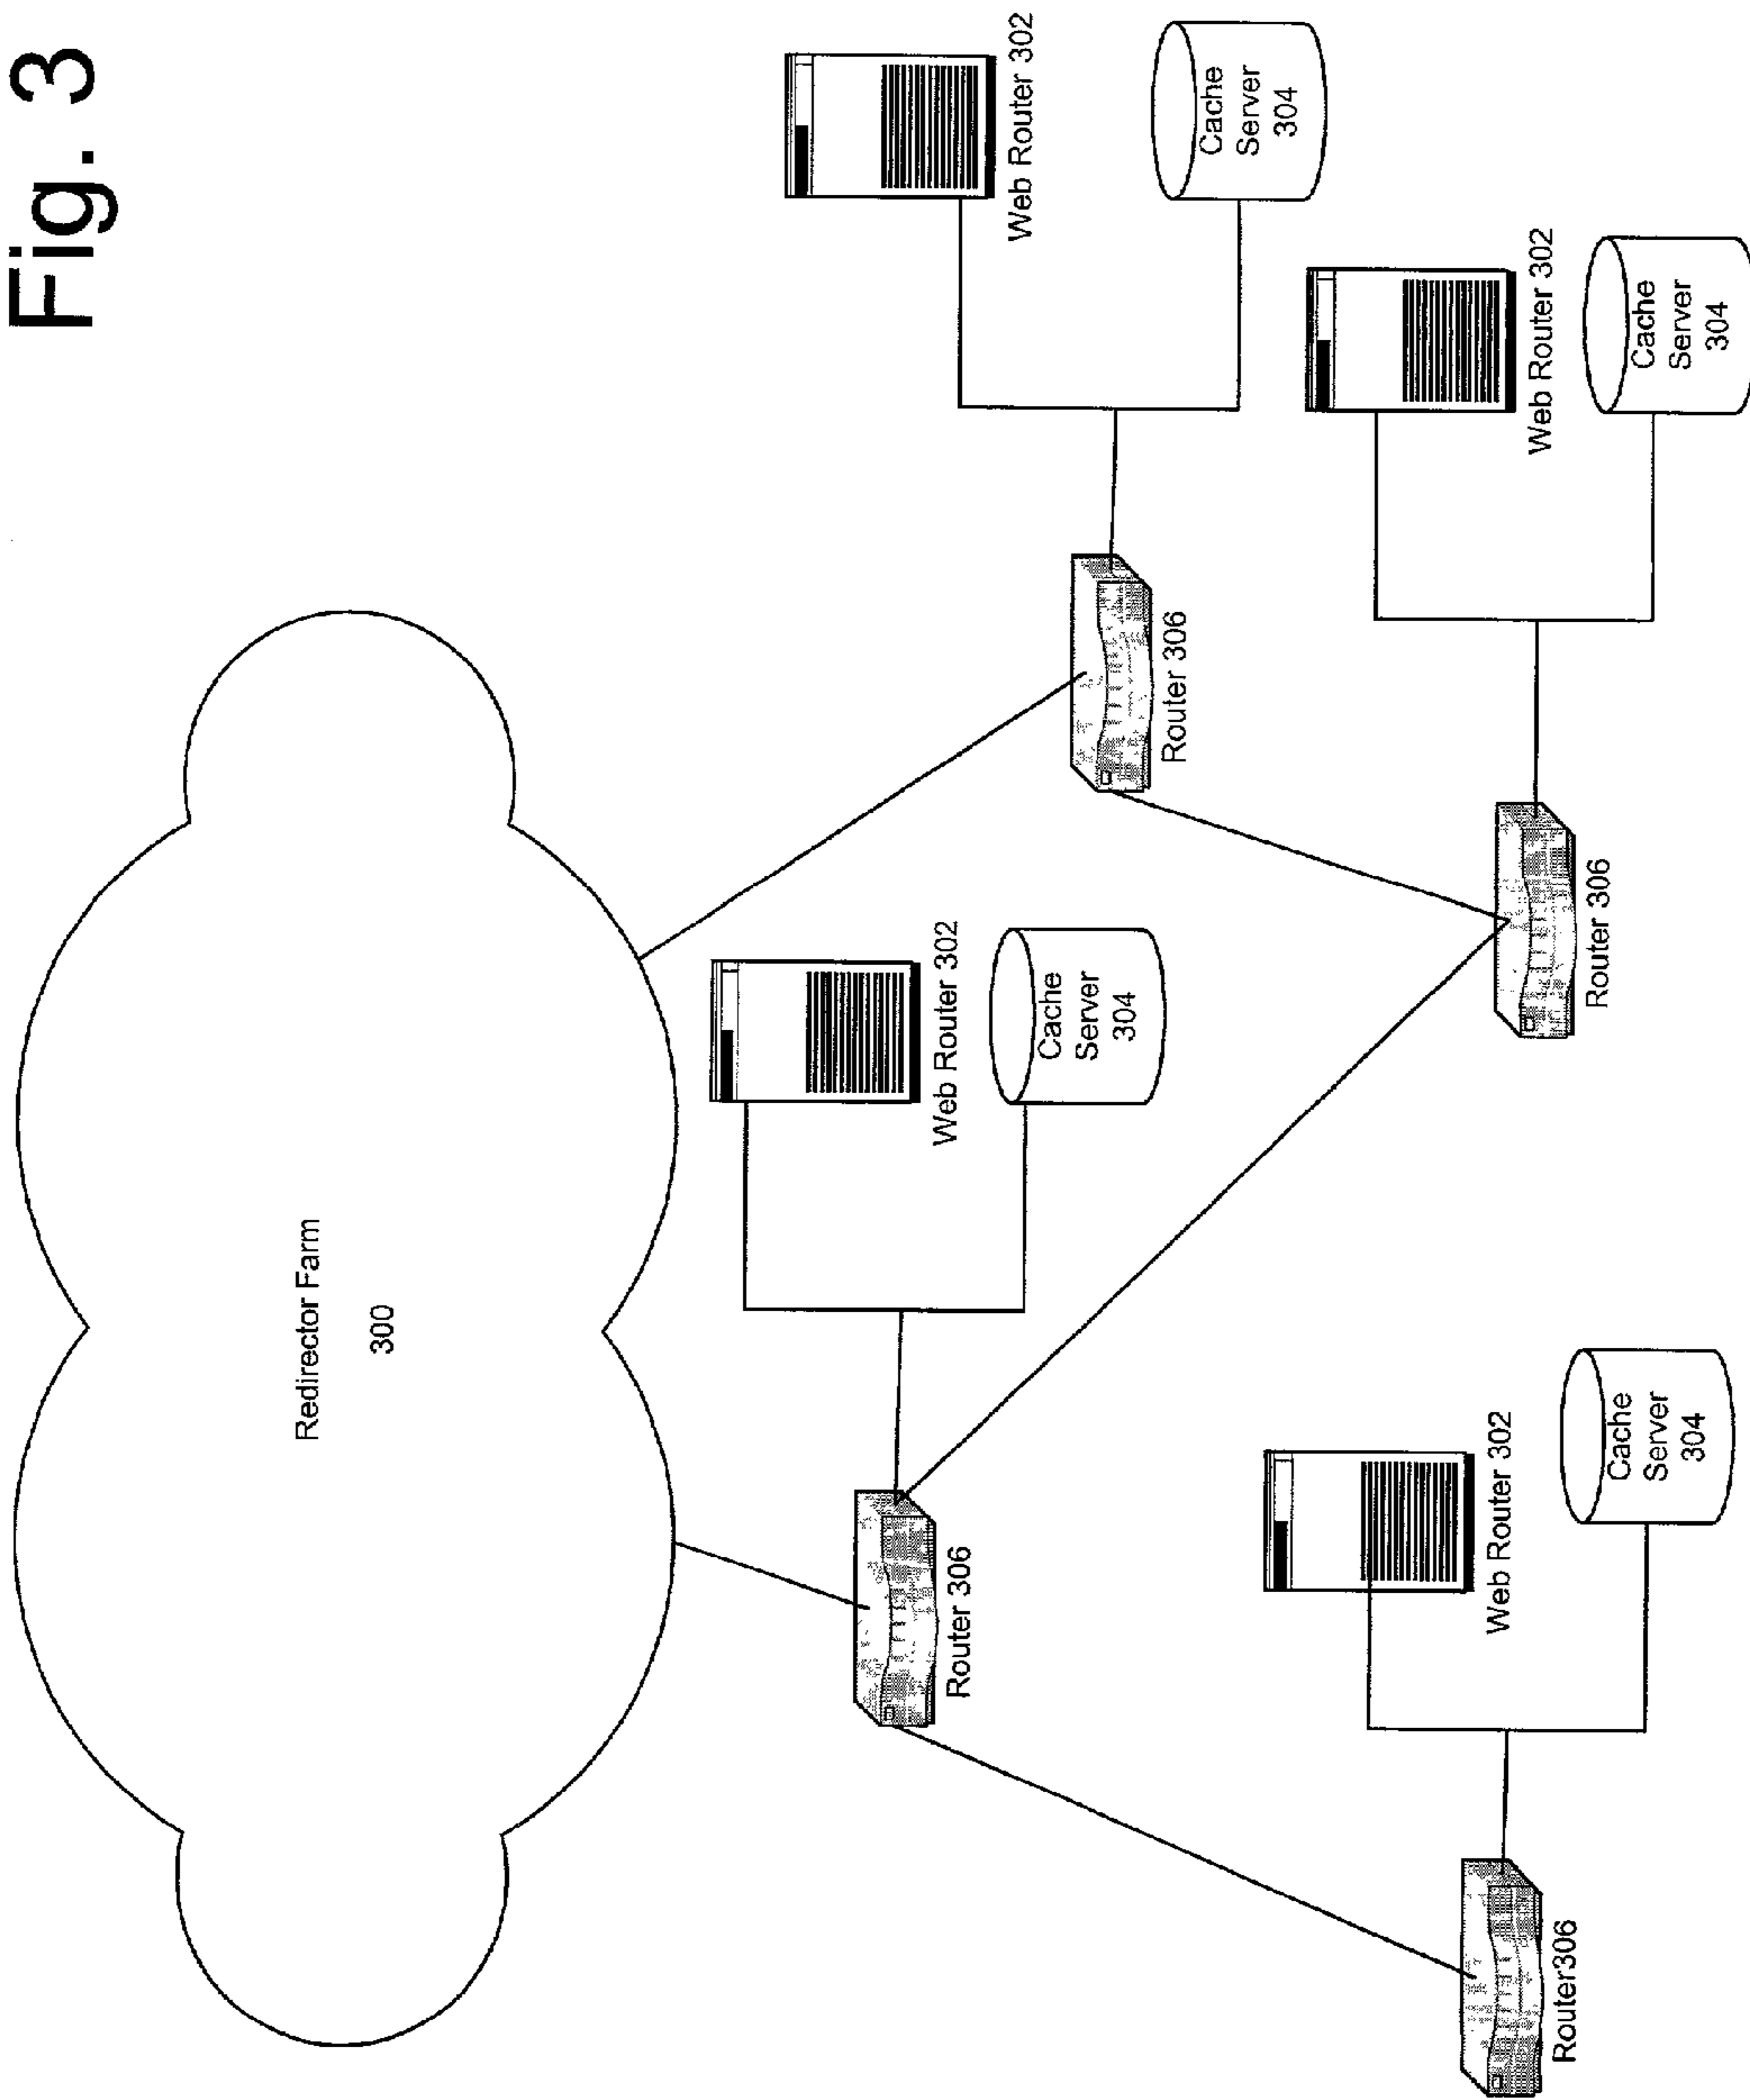 Fig. 3
Redirector Farm
300
Web Router 302
Cache
Server
304
Router 306
Web Router 302
Cache
Server
304
Router 306
Web Router 302
Cache
Server
304
Router 306
Web Router 302
Cache
Server
304
Router306